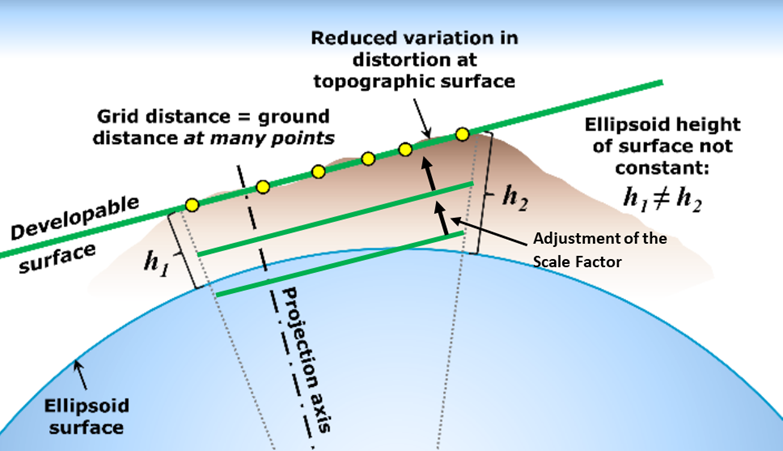 Reduced variation in
distortion at
topographic surface
Grid distance = ground
distance at many points
Ellipsoid height
of surface not
constant:
h₁ ≠ h₂
Developable
surface
h₁
h₂
Adjustment of the
Scale Factor
Projection axis
Ellipsoid
surface